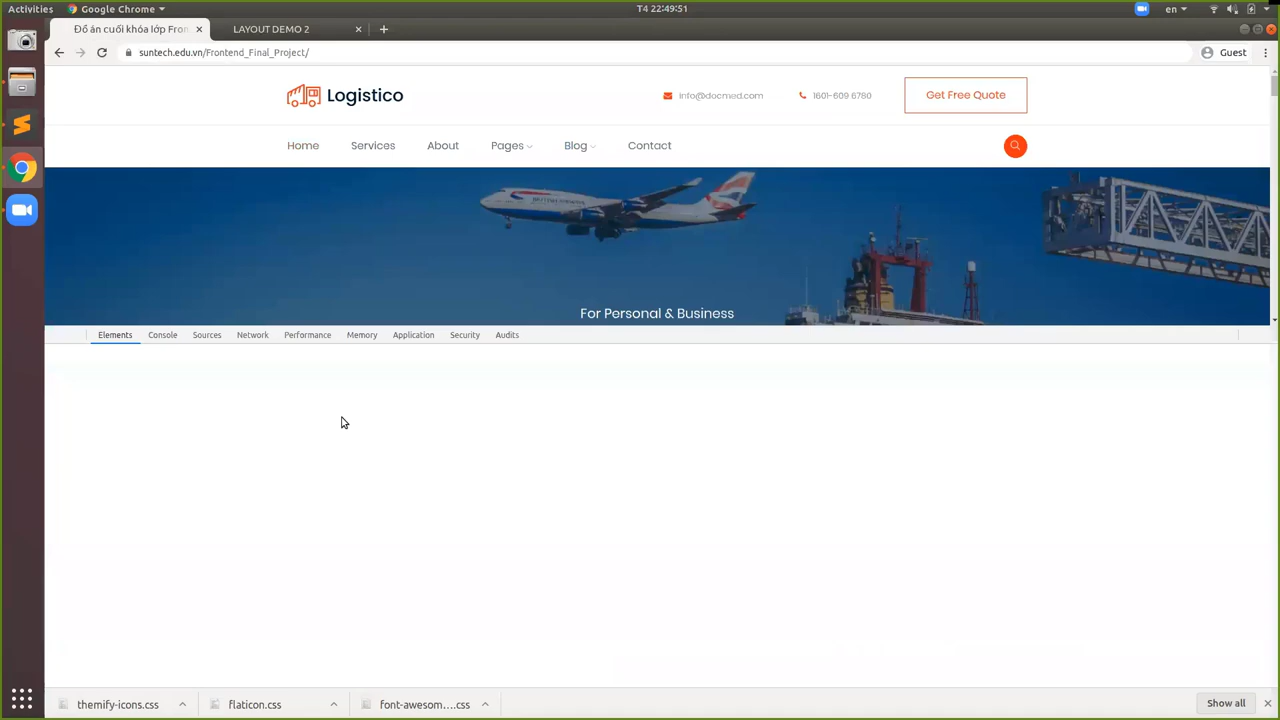 Activities Google Chrome T4 22:49:51 en
Đồ án cuối khóa lớp Fron LAYOUT DEMO 2
suntech.edu.vn/Frontend_Final_Project/ Guest
Logistico info@docmed.com 1601-609 6780 Get Free Quote
Home Services About Pages Blog Contact
For Personal & Business
Elements Console Sources Network Performance Memory Application Security Audits
themify-icons.css flaticon.css font-awesom....css Show all